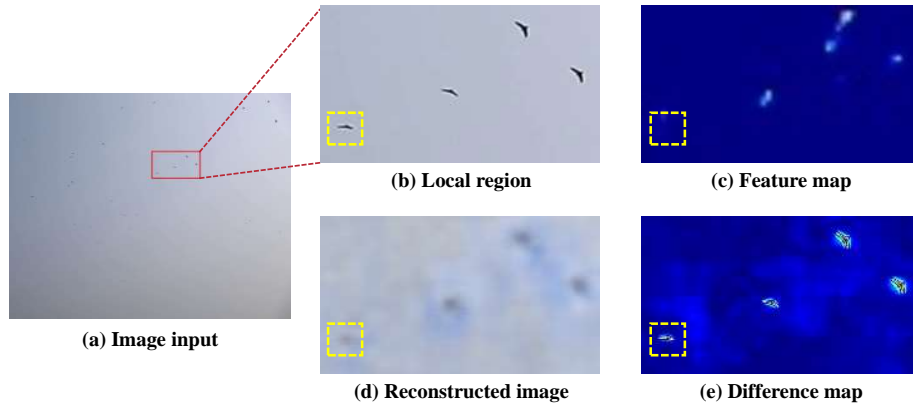 (b) Local region
(c) Feature map
(a) Image input
(d) Reconstructed image
(e) Difference map